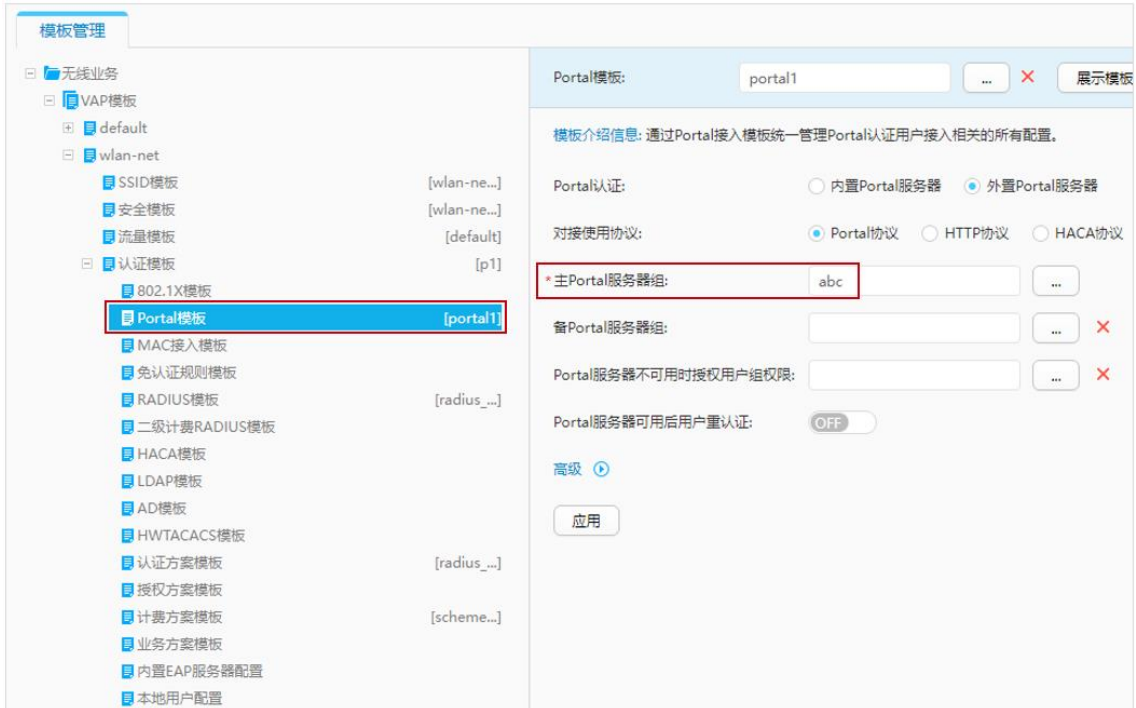 模板管理
无线业务
VAP模板
default
wlan-net
SSID模板 [wlan-ne...]
安全模板 [wlan-ne...]
流量模板 [default]
认证模板 [p1]
802.1X模板
Portal模板 [portal1]
MAC接入模板
免认证规则模板
RADIUS模板 [radius_...]
二级计费RADIUS模板
HACA模板
LDAP模板
AD模板
HWTACACS模板
认证方案模板 [radius_...]
授权方案模板
计费方案模板 [scheme...]
业务方案模板
内置EAP服务器配置
本地用户配置
Portal模板: portal1 ... 展示模板
模板介绍信息: 通过Portal接入模板统一管理Portal认证用户接入相关的所有配置。
Portal认证: 内置Portal服务器 外置Portal服务器
对接使用协议: Portal协议 HTTP协议 HACA协议
*主Portal服务器组: abc ...
备Portal服务器组: ...
Portal服务器不可用时授权用户组权限: ...
Portal服务器可用后用户重认证: OFF
高级
应用